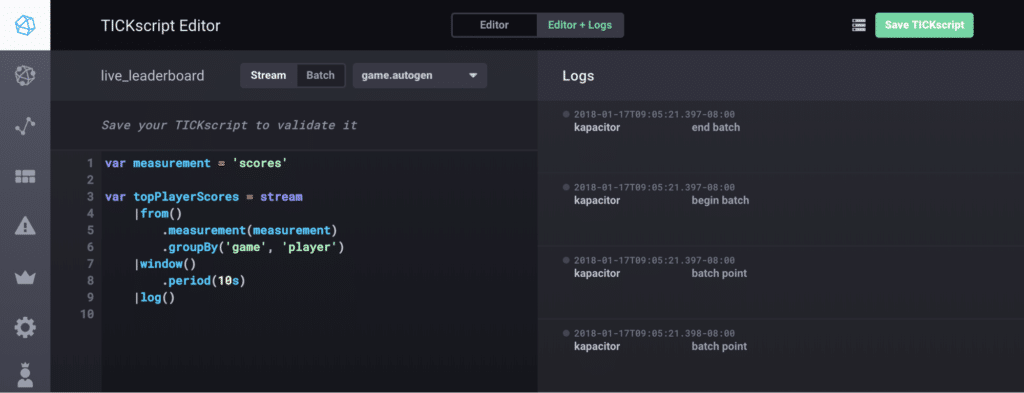 TICKscript Editor
Editor
Editor + Logs
Save TICKscript
live_leaderboard
Stream
Batch
game.autogen
Save your TICKscript to validate it
1 var measurement = 'scores'
2
3 var topPlayerScores = stream
4     |from()
5         .measurement(measurement)
6         .groupBy('game', 'player')
7     |window()
8         .period(10s)
9     |log()
10
Logs
2018-01-17T09:05:21.397-08:00
kapacitor end batch
2018-01-17T09:05:21.397-08:00
kapacitor begin batch
2018-01-17T09:05:21.397-08:00
kapacitor batch point
2018-01-17T09:05:21.398-08:00
kapacitor batch point